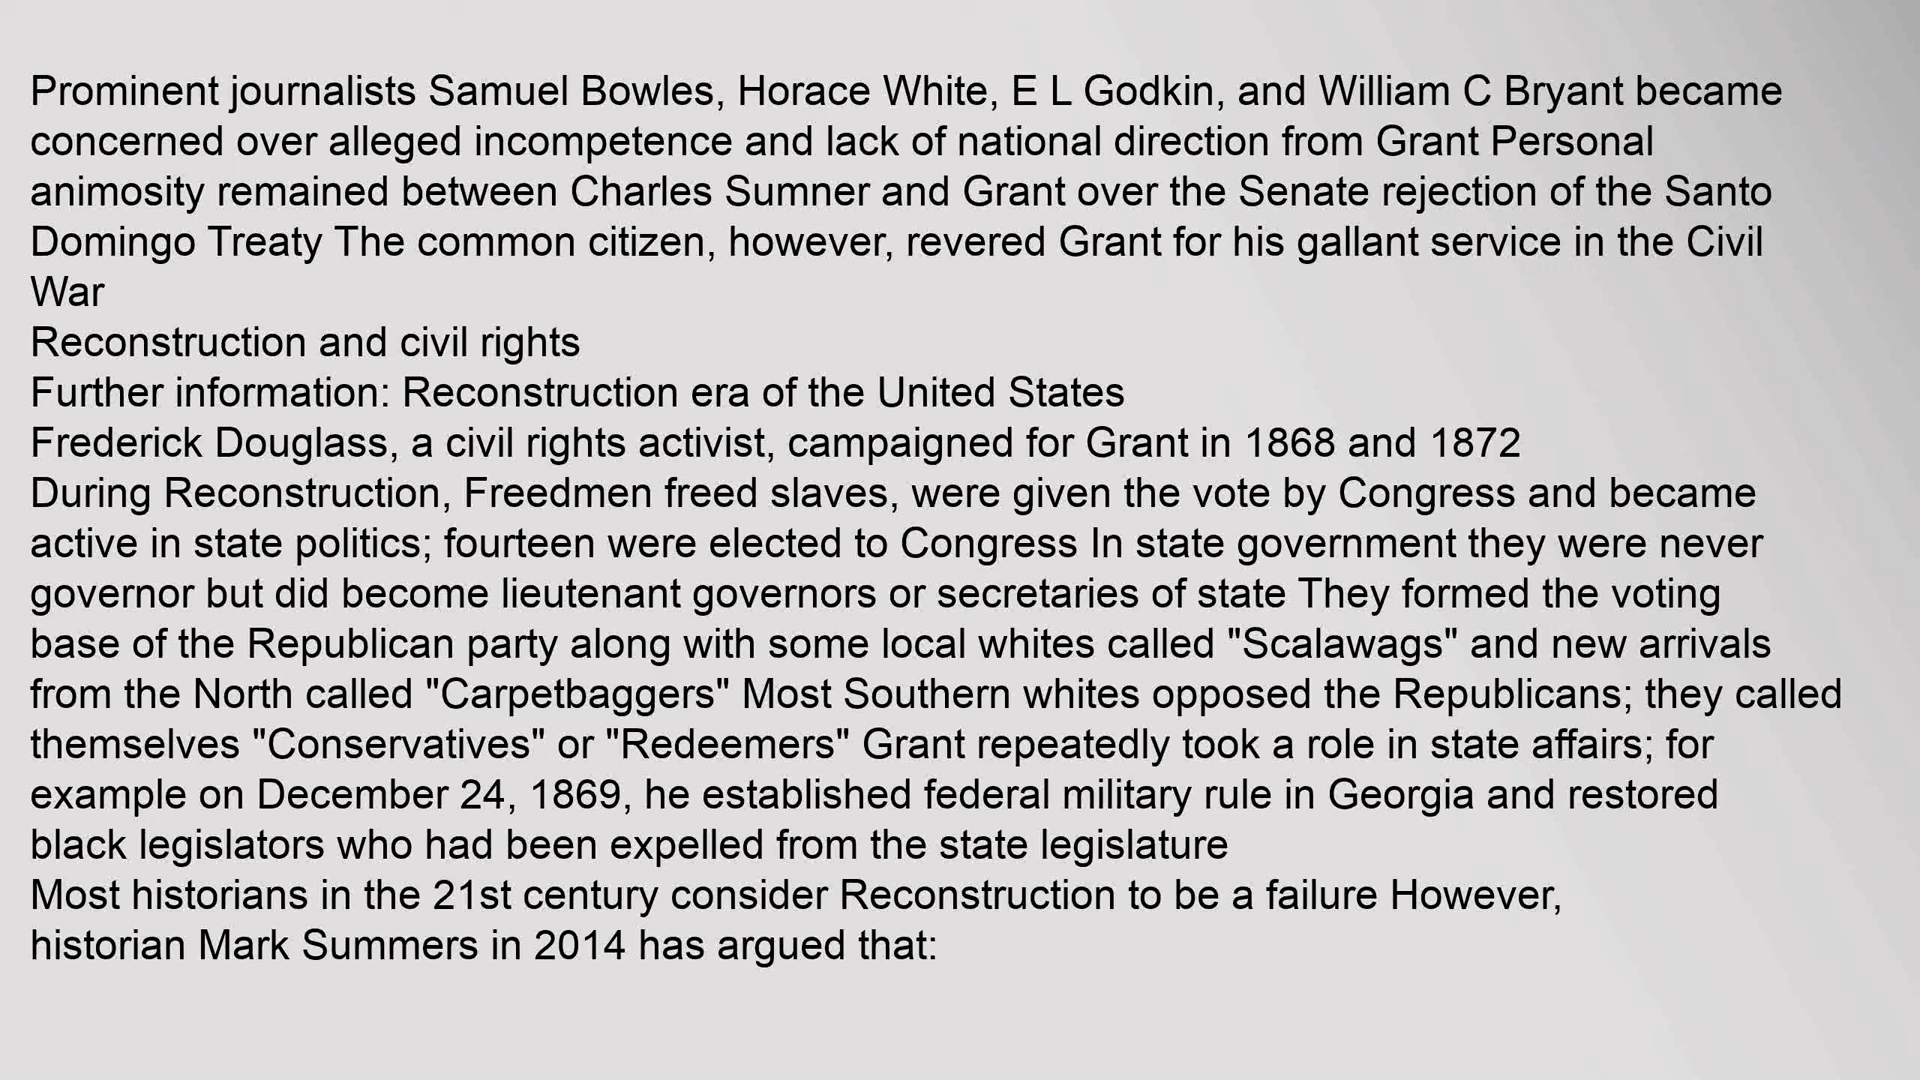 Prominent journalists Samuel Bowles, Horace White, E L Godkin, and William C Bryant became
concerned over alleged incompetence and lack of national direction from Grant Personal
animosity remained between Charles Sumner and Grant over the Senate rejection of the Santo
Domingo Treaty The common citizen, however, revered Grant for his gallant service in the Civil
War
Reconstruction and civil rights
Further information: Reconstruction era of the United States
Frederick Douglass, a civil rights activist, campaigned for Grant in 1868 and 1872
During Reconstruction, Freedmen freed slaves, were given the vote by Congress and became
active in state politics; fourteen were elected to Congress In state government they were never
governor but did become lieutenant governors or secretaries of state They formed the voting
base of the Republican party along with some local whites called "Scalawags" and new arrivals
from the North called "Carpetbaggers" Most Southern whites opposed the Republicans; they called
themselves "Conservatives" or "Redeemers" Grant repeatedly took a role in state affairs; for
example on December 24, 1869, he established federal military rule in Georgia and restored
black legislators who had been expelled from the state legislature
Most historians in the 21st century consider Reconstruction to be a failure However,
historian Mark Summers in 2014 has argued that: